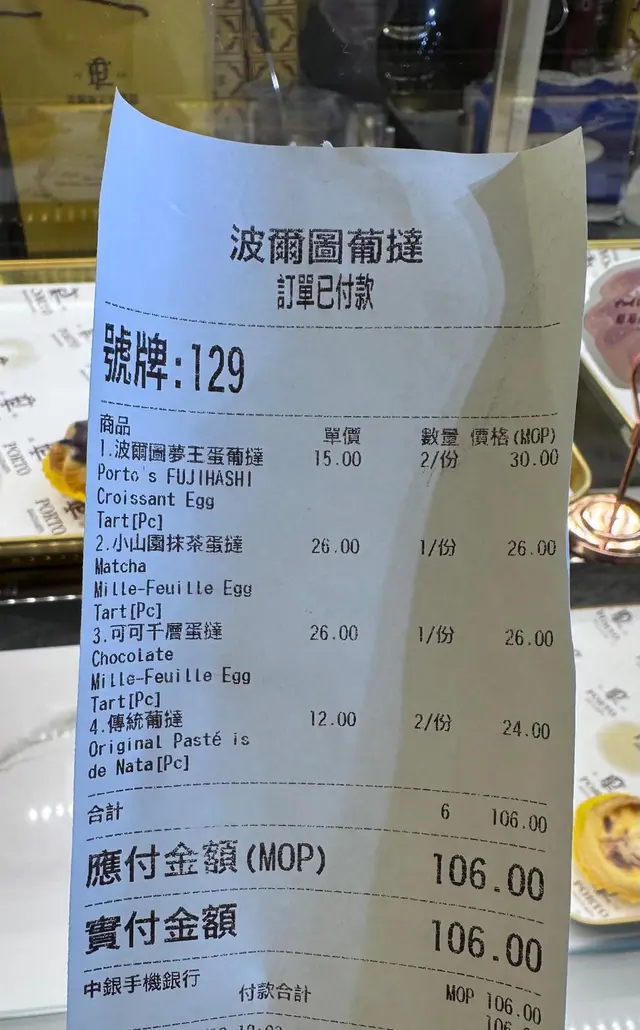 波爾圖葡撻
訂單已付款
號牌:129
商品 單價 數量 價格(MOP)
1.波爾圖夢王蛋葡撻 15.00 2/份 30.00
Porto's FUJIHASHI
Croissant Egg
Tart[Pc]
2.小山園抹茶蛋撻 26.00 1/份 26.00
Matcha
Mille-Feuille Egg
Tart[Pc]
3.可可千層蛋撻 26.00 1/份 26.00
Chocolate
Mille-Feuille Egg
Tart[Pc]
4.傳統葡撻 12.00 2/份 24.00
Original Pasté is
de Nata[Pc]
合計 6 106.00
應付金額(MOP) 106.00
實付金額 106.00
中銀手機銀行 付款合計 MOP 106.00
PORTO
PORTO
PORTO
PORTO